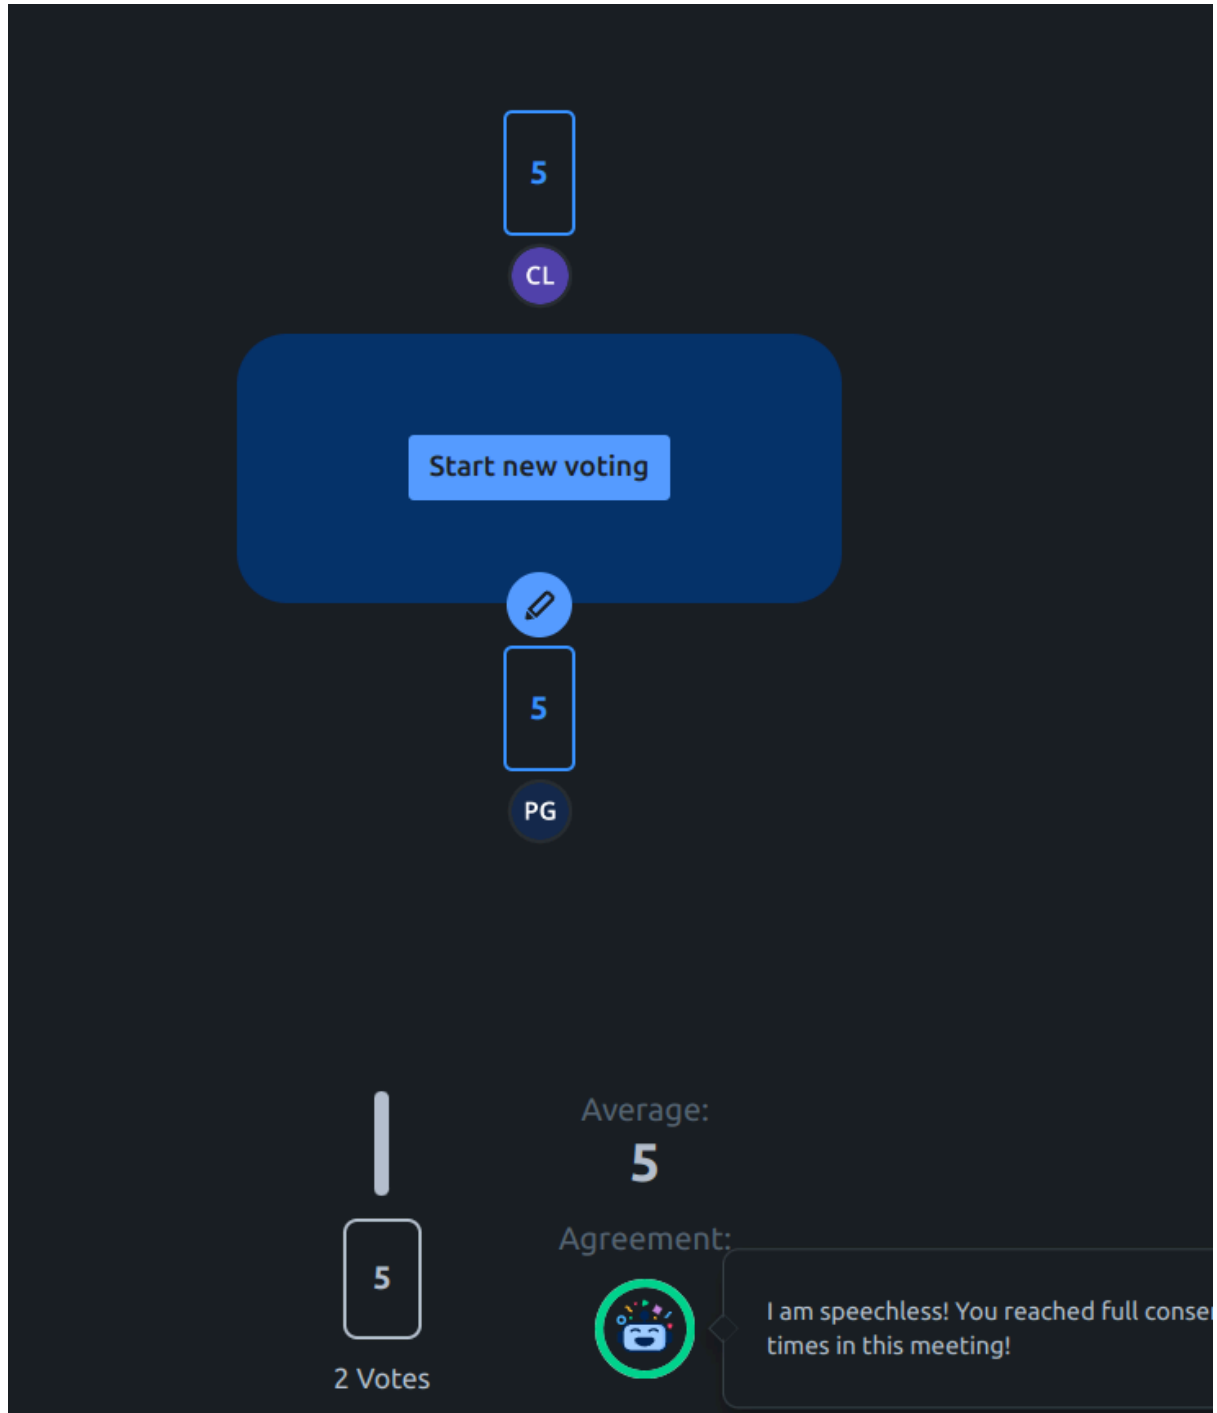 5
CL
Start new voting
5
PG
Average:
5
Agreement:
5
2 Votes
I am speechless! You reached full
times in this meeting!